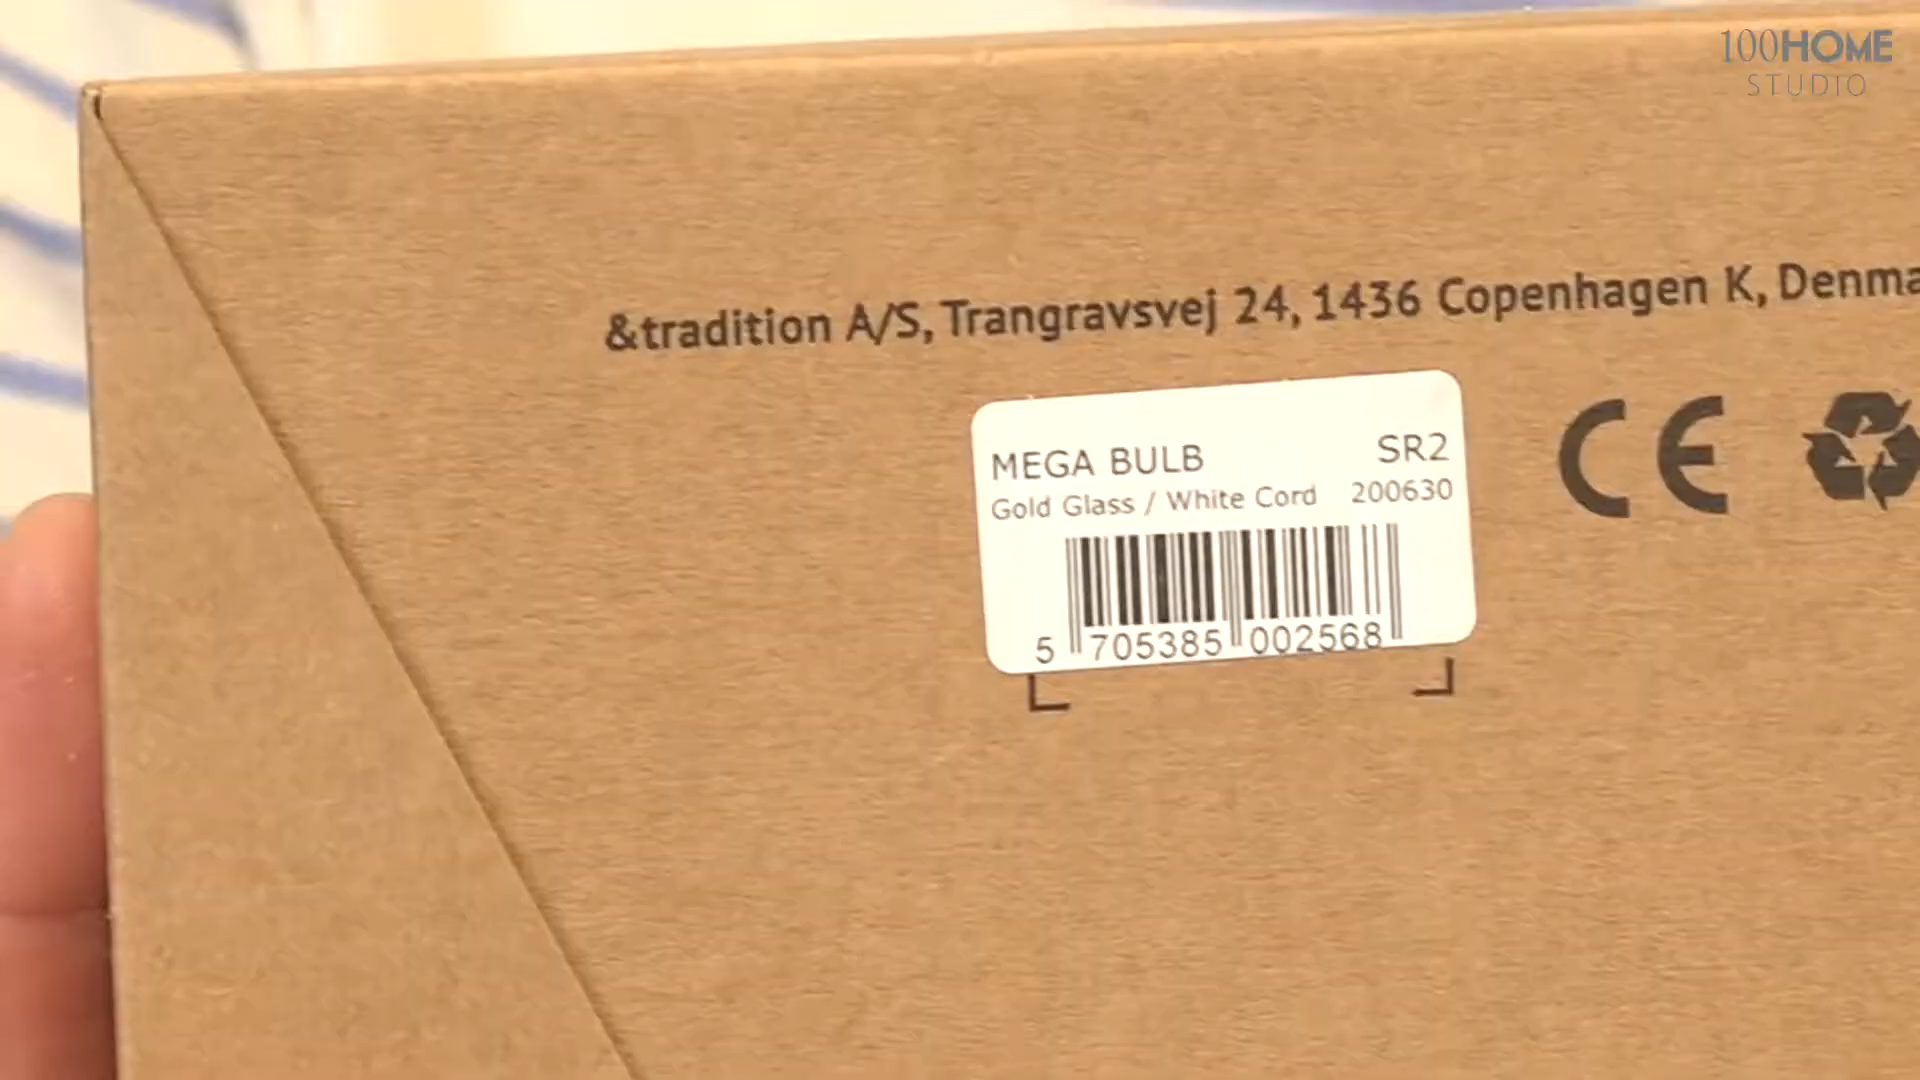 100HOME
STUDIO
&tradition A/S, Trangravsvej 24, 1436 Copenhagen K, Denma
MEGA BULB SR2
Gold Glass / White Cord 200630
CE
5 705385 002568